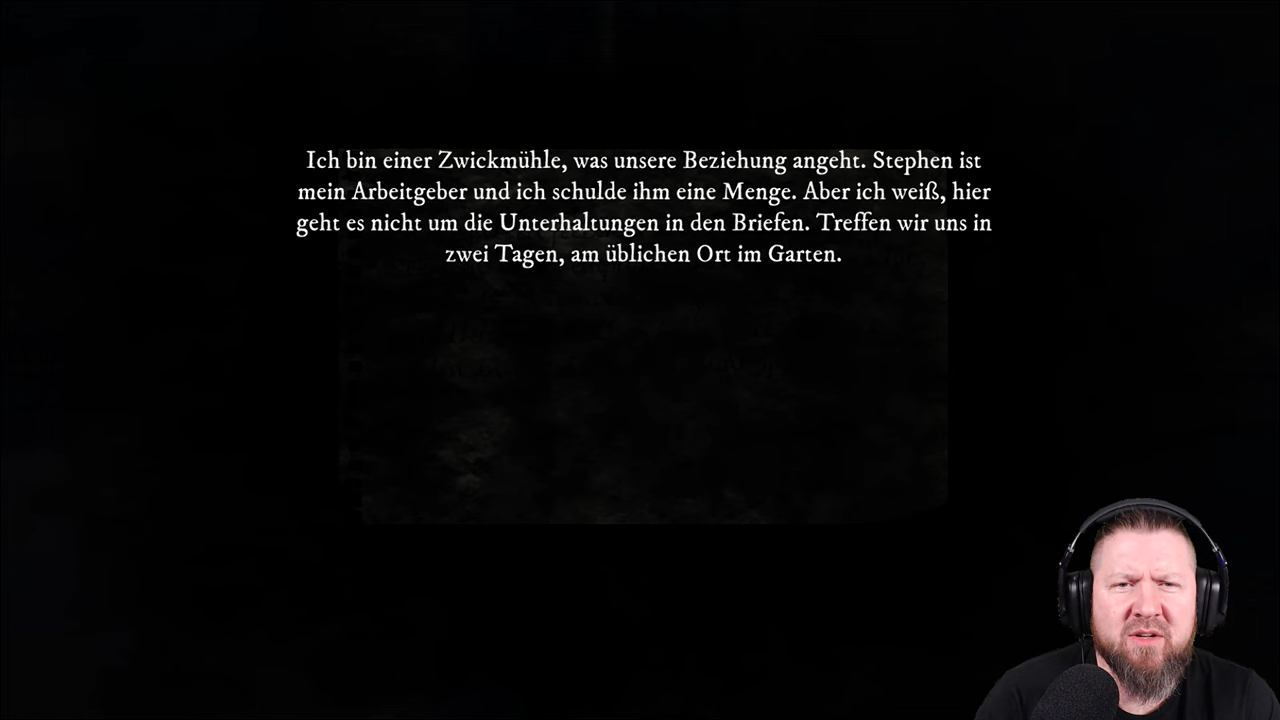 Ich bin einer Zwickmühle, was unsere Beziehung angeht. Stephen ist
mein Arbeitgeber und ich schulde ihm eine Menge. Aber ich weiß, hier
geht es nicht um die Unterhaltungen in den Briefen. Treffen wir uns in
zwei Tagen, am üblichen Ort im Garten.